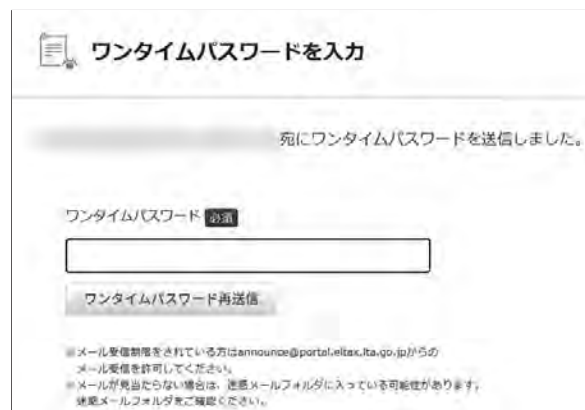 ワンタイムパスワードを入力
宛にワンタイムパスワードを送信しました。
ワンタイムパスワード 必須
ワンタイムパスワード再送信
※メール受信制限をされている方はannounce@portal.eltax.lta.go.jpからの
メール受信を許可してください。
※メールが見当たらない場合は、迷惑メールフォルダに入っている可能性があります。
迷惑メールフォルダをご確認ください。